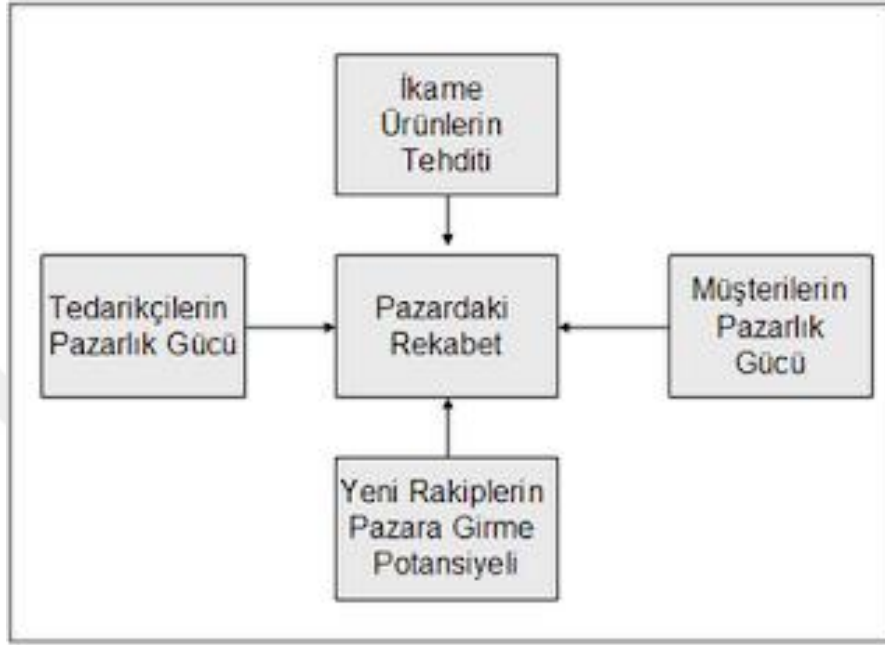 İkame
Ürünlerin
Tehditi
Tedarikçilerin
Pazarlık Gücü
Pazardaki
Rekabet
Müşterilerin
Pazarlık
Gücü
Yeni Rakiplerin
Pazara Girme
Potansiyeli